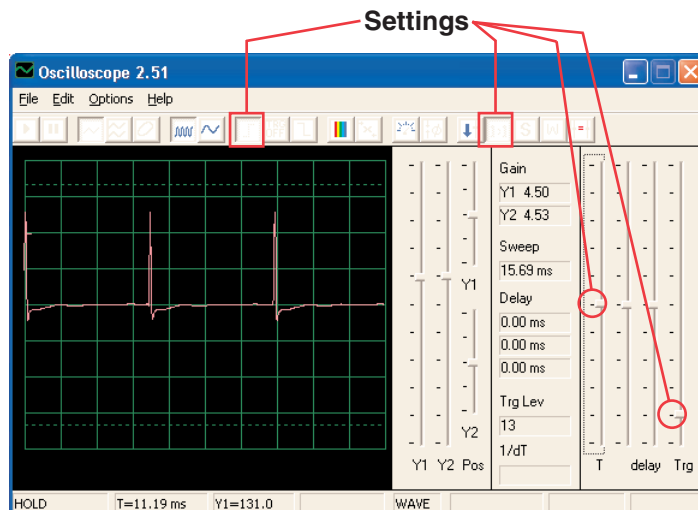 Settings
Oscilloscope 2.51
File Edit Options Help
S W
Gain
Y1 4.50
Y2 4.53
Sweep
15.69 ms
Y1
Delay
0.00 ms
0.00 ms
0.00 ms
Trg Lev
13
Y2
1/dT
Y1 Y2 Pos
T delay Trg
HOLD T=11.19 ms Y1=131.0 WAVE